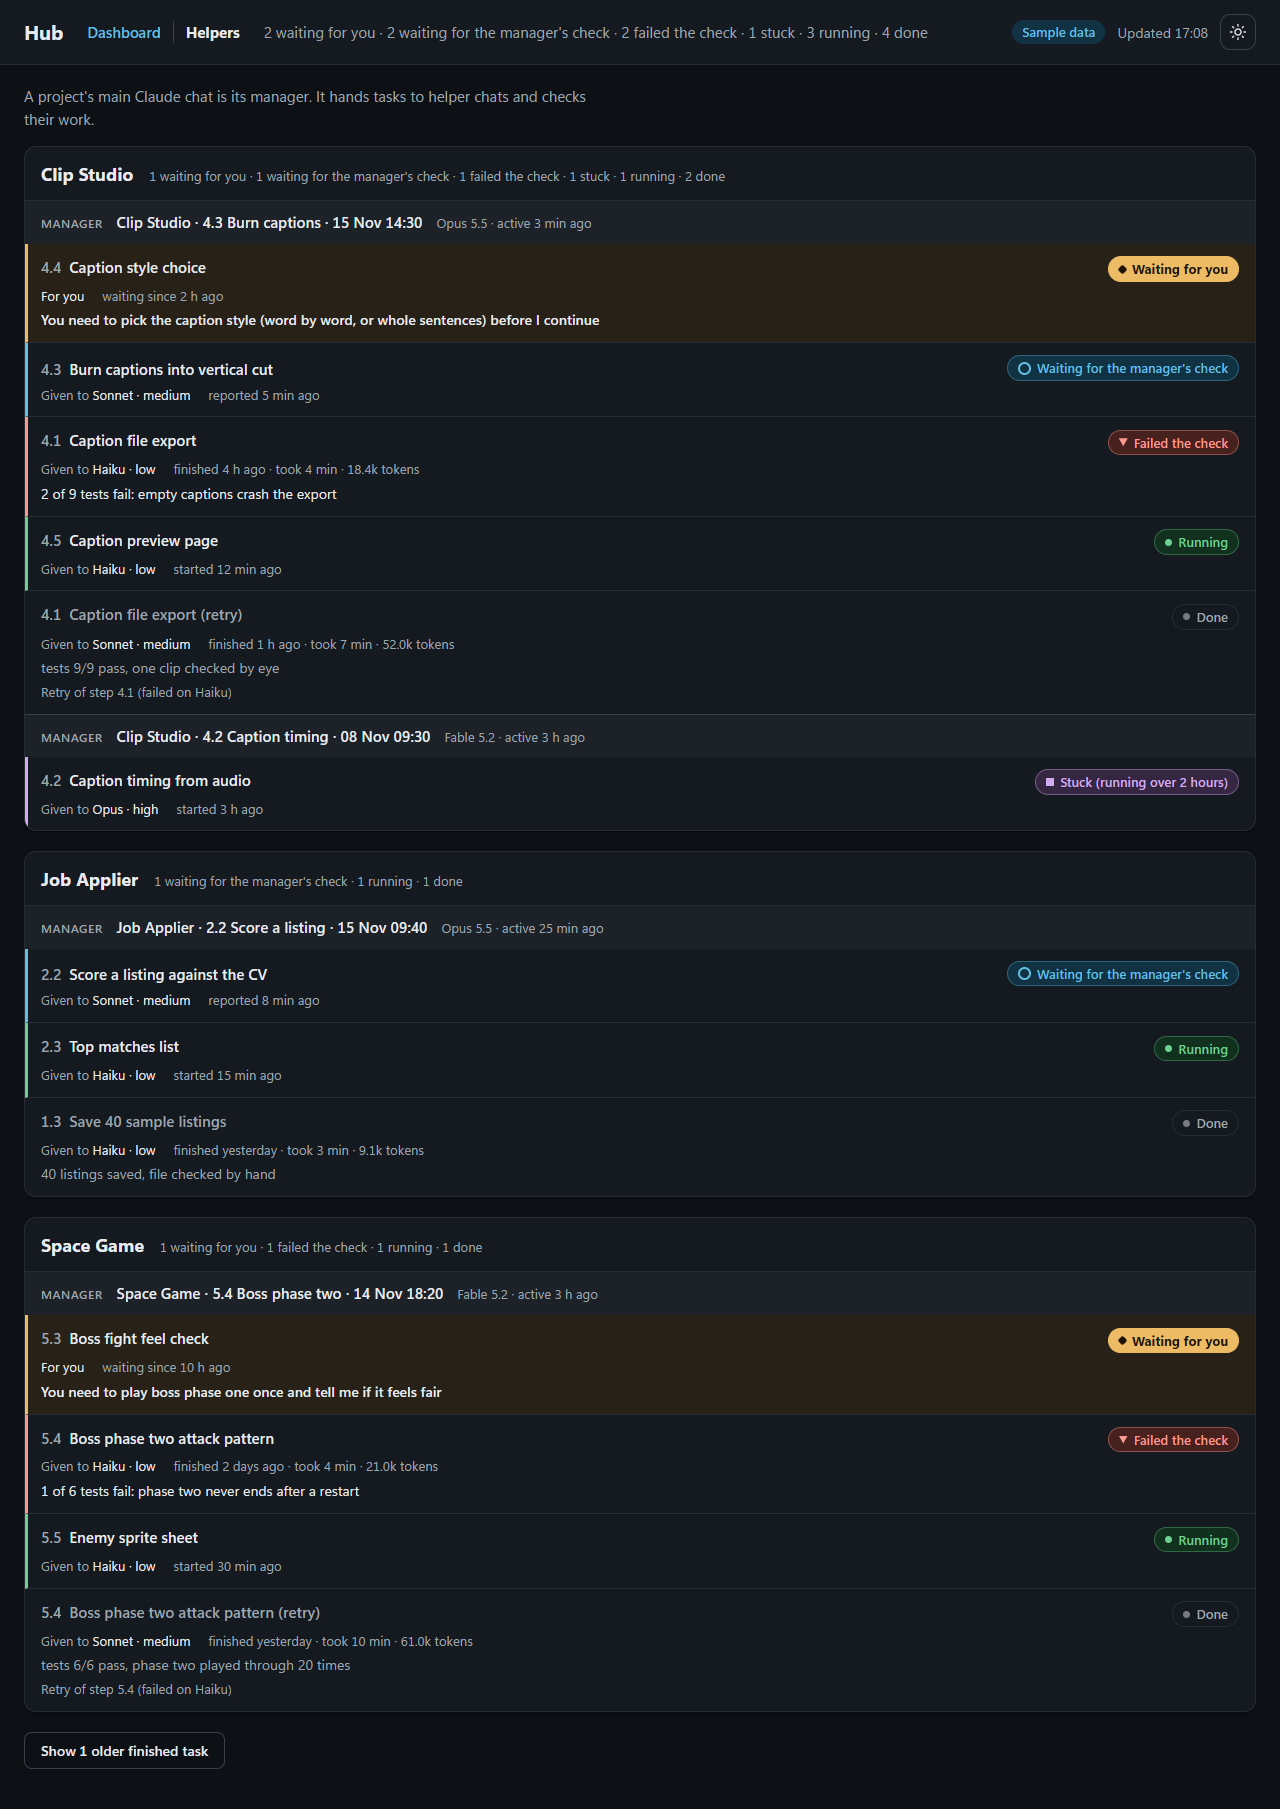 Hub Dashboard Helpers 2 waiting for you · 2 waiting for the manager's check · 2 failed the check · 1 stuck · 3 running · 4 done Sample data Updated 17:08
A project's main Claude chat is its manager. It hands tasks to helper chats and checks
their work.
Clip Studio 1 waiting for you · 1 waiting for the manager's check · 1 failed the check · 1 stuck · 1 running · 2 done
MANAGER Clip Studio · 4.3 Burn captions · 15 Nov 14:30 Opus 5.5 · active 3 min ago
4.4 Caption style choice Waiting for you
For you waiting since 2 h ago
You need to pick the caption style (word by word, or whole sentences) before I continue
4.3 Burn captions into vertical cut Waiting for the manager's check
Given to Sonnet · medium reported 5 min ago
4.1 Caption file export Failed the check
Given to Haiku · low finished 4 h ago · took 4 min · 18.4k tokens
2 of 9 tests fail: empty captions crash the export
4.5 Caption preview page Running
Given to Haiku · low started 12 min ago
4.1 Caption file export (retry) Done
Given to Sonnet · medium finished 1 h ago · took 7 min · 52.0k tokens
tests 9/9 pass, one clip checked by eye
Retry of step 4.1 (failed on Haiku)
MANAGER Clip Studio · 4.2 Caption timing · 08 Nov 09:30 Fable 5.2 · active 3 h ago
4.2 Caption timing from audio Stuck (running over 2 hours)
Given to Opus · high started 3 h ago
Job Applier 1 waiting for the manager's check · 1 running · 1 done
MANAGER Job Applier · 2.2 Score a listing · 15 Nov 09:40 Opus 5.5 · active 25 min ago
2.2 Score a listing against the CV Waiting for the manager's check
Given to Sonnet · medium reported 8 min ago
2.3 Top matches list Running
Given to Haiku · low started 15 min ago
1.3 Save 40 sample listings Done
Given to Haiku · low finished yesterday · took 3 min · 9.1k tokens
40 listings saved, file checked by hand
Space Game 1 waiting for you · 1 failed the check · 1 running · 1 done
MANAGER Space Game · 5.4 Boss phase two · 14 Nov 18:20 Fable 5.2 · active 3 h ago
5.3 Boss fight feel check Waiting for you
For you waiting since 10 h ago
You need to play boss phase one once and tell me if it feels fair
5.4 Boss phase two attack pattern Failed the check
Given to Haiku · low finished 2 days ago · took 4 min · 21.0k tokens
1 of 6 tests fail: phase two never ends after a restart
5.5 Enemy sprite sheet Running
Given to Haiku · low started 30 min ago
5.4 Boss phase two attack pattern (retry) Done
Given to Sonnet · medium finished yesterday · took 10 min · 61.0k tokens
tests 6/6 pass, phase two played through 20 times
Retry of step 5.4 (failed on Haiku)
Show 1 older finished task